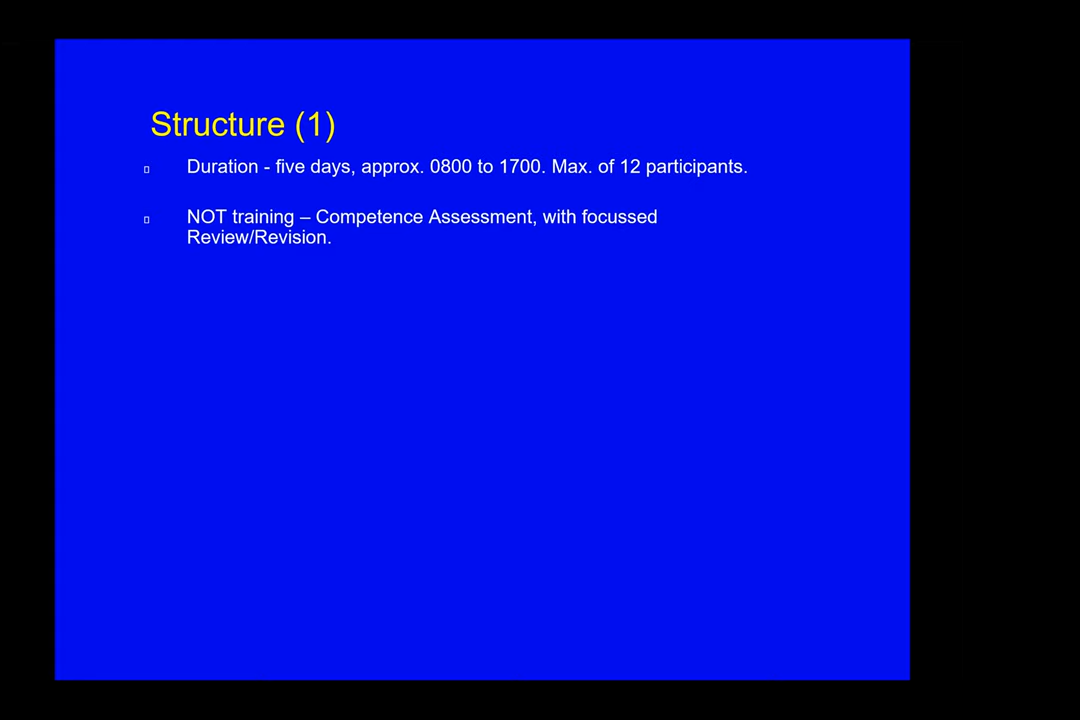 Structure (1)
Duration - five days, approx. 0800 to 1700. Max. of 12 participants.
NOT training – Competence Assessment, with focussed
Review/Revision.